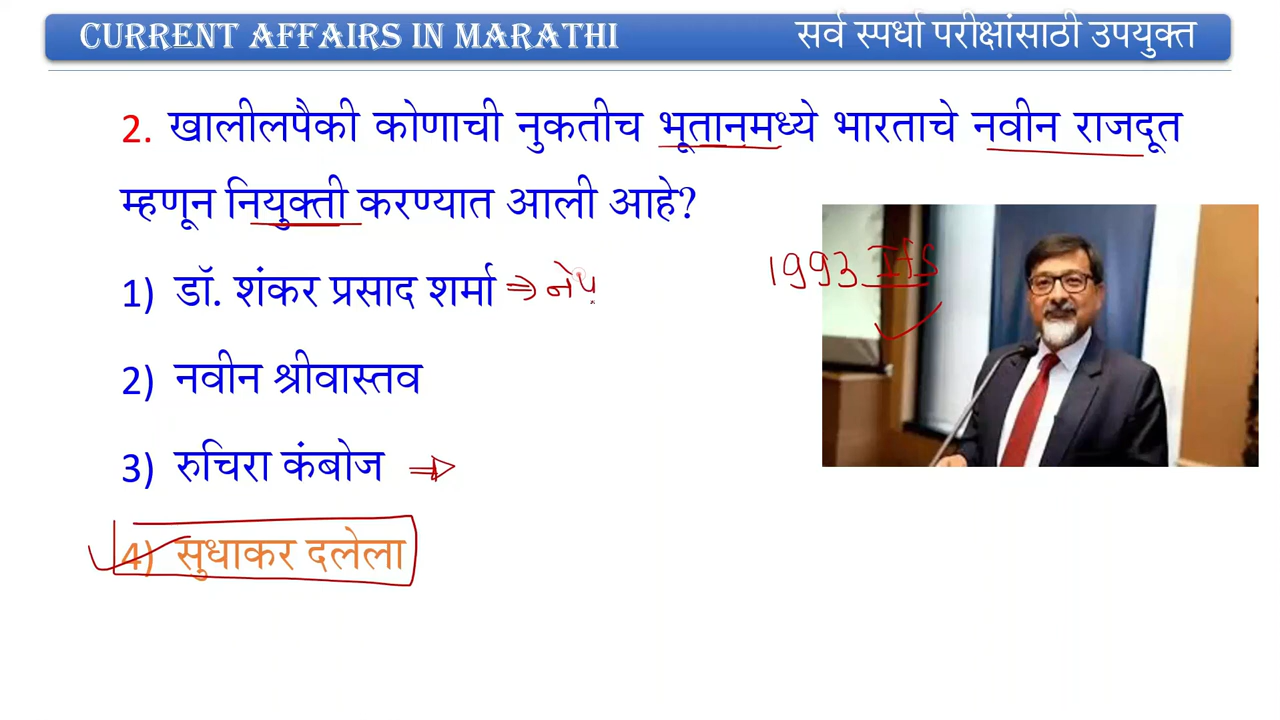 CURRENT AFFAIRS IN MARATHI
सर्व स्पर्धा परीक्षांसाठी उपयुक्त
2. खालीलपैकी कोणाची नुकतीच भूतानमध्ये भारताचे नवीन राजदूत
म्हणून नियुक्ती करण्यात आली आहे?
1) डॉ. शंकर प्रसाद शर्मा ⇒ नेप
1993 IAS
2) नवीन श्रीवास्तव
3) रुचिरा कंबोज ⇒
4) सुधाकर दलेला